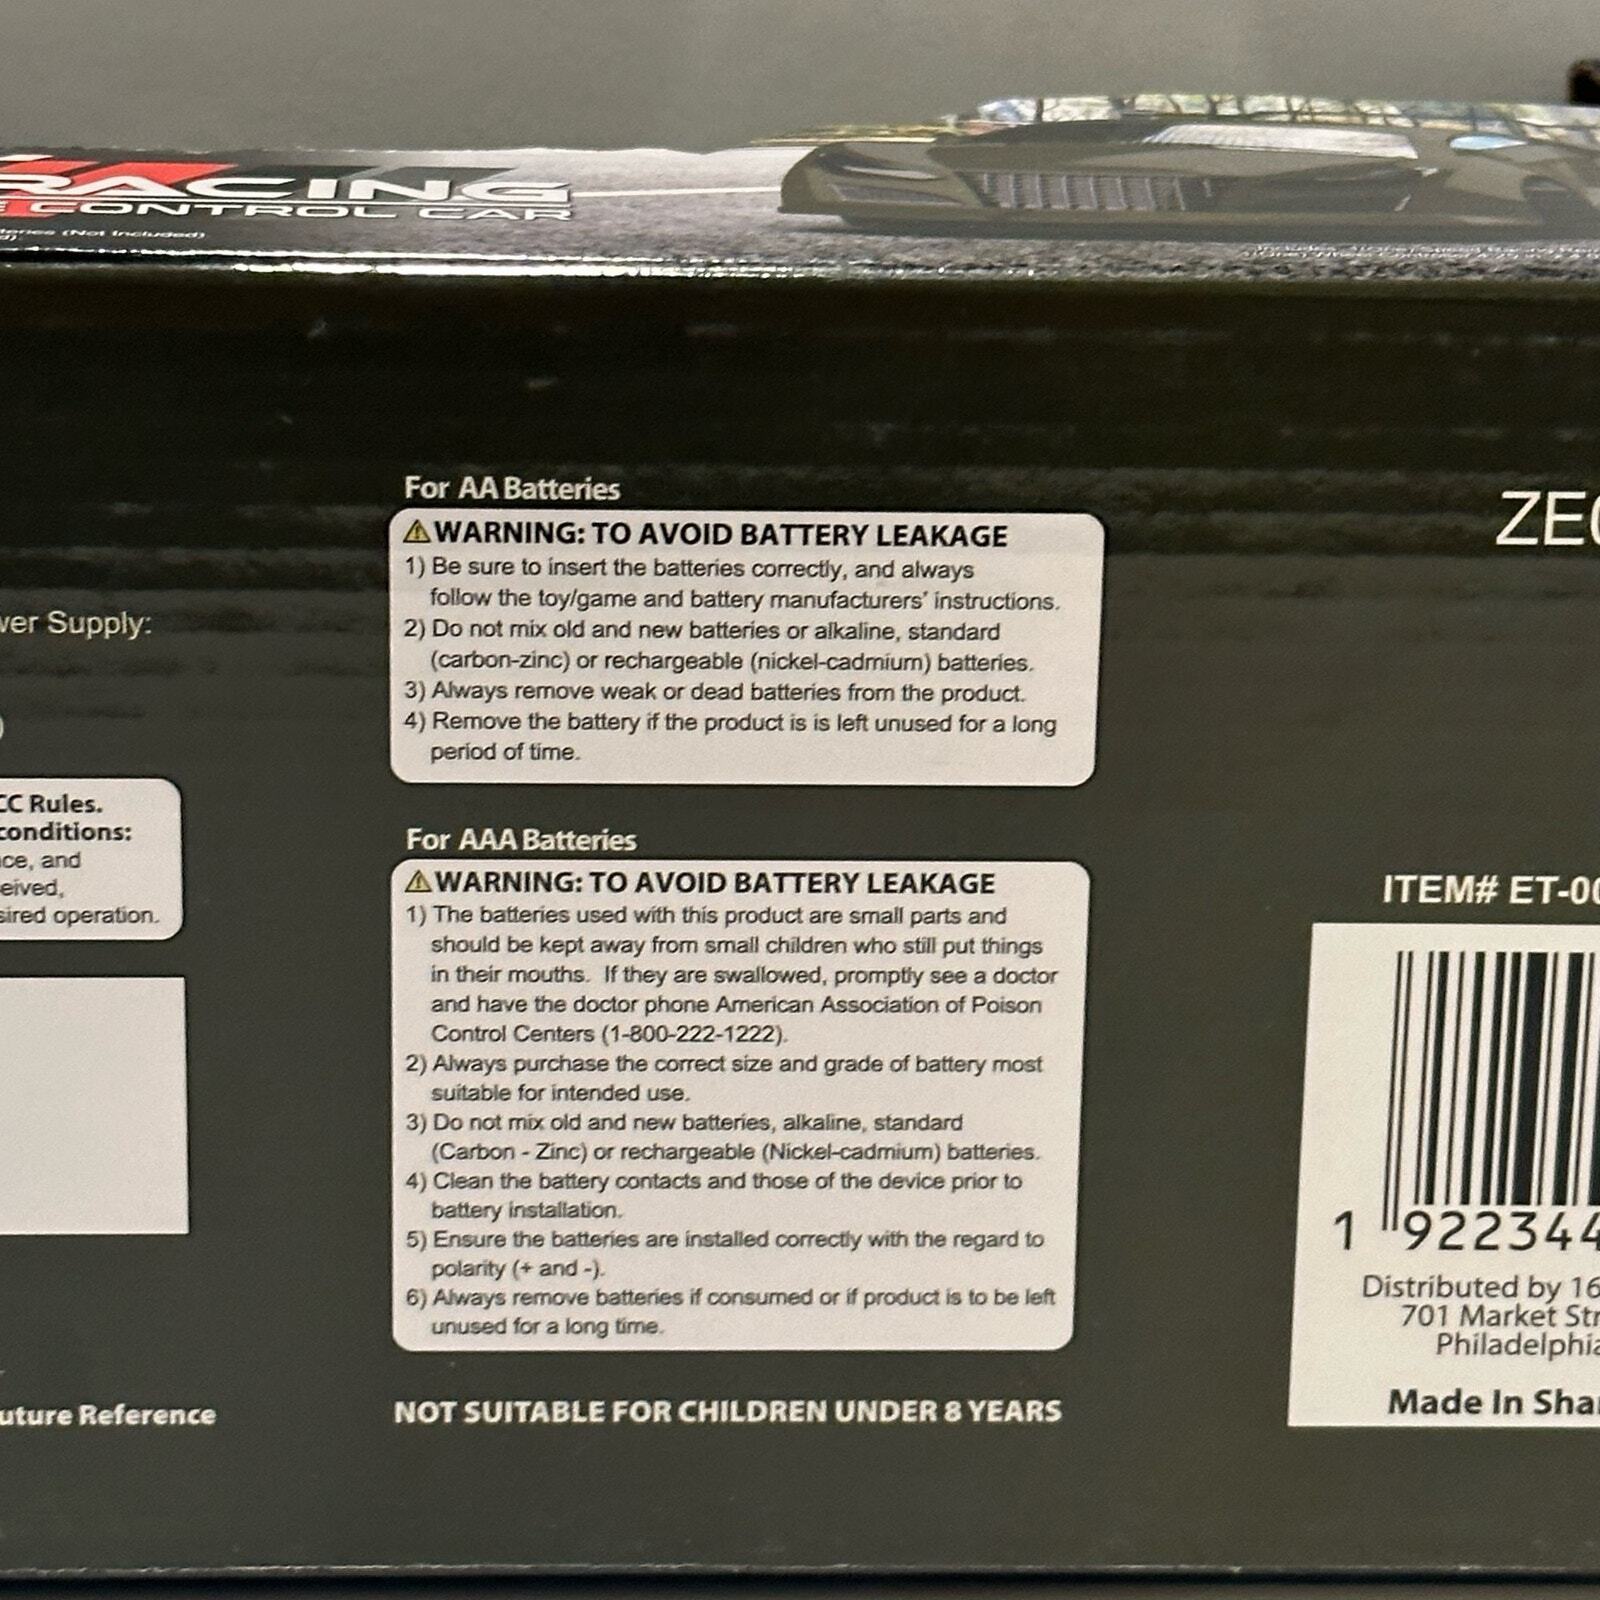 RACING
E CONTROL CAR
teries (Not Included)
For AA Batteries
WARNING: TO AVOID BATTERY LEAKAGE
1) Be sure to insert the batteries correctly, and always
follow the toy/game and battery manufacturers' instructions.
2) Do not mix old and new batteries or alkaline, standard
(carbon-zinc) or rechargeable (nickel-cadmium) batteries.
3) Always remove weak or dead batteries from the product.
4) Remove the battery if the product is is left unused for a long
period of time.
wer Supply:
)
CC Rules.
conditions:
ce, and
eived,
sired operation.
For AAA Batteries
WARNING: TO AVOID BATTERY LEAKAGE
1) The batteries used with this product are small parts and
should be kept away from small children who still put things
in their mouths. If they are swallowed, promptly see a doctor
and have the doctor phone American Association of Poison
Control Centers (1-800-222-1222).
2) Always purchase the correct size and grade of battery most
suitable for intended use.
3) Do not mix old and new batteries, alkaline, standard
(Carbon - Zinc) or rechargeable (Nickel-cadmium) batteries.
4) Clean the battery contacts and those of the device prior to
battery installation.
5) Ensure the batteries are installed correctly with the regard to
polarity (+ and -).
6) Always remove batteries if consumed or if product is to be left
unused for a long time.
uture Reference
NOT SUITABLE FOR CHILDREN UNDER 8 YEARS
ZE
ITEM# ET-00
1 922344
Distributed by 16
701 Market Str
Philadelphia
Made In Sha